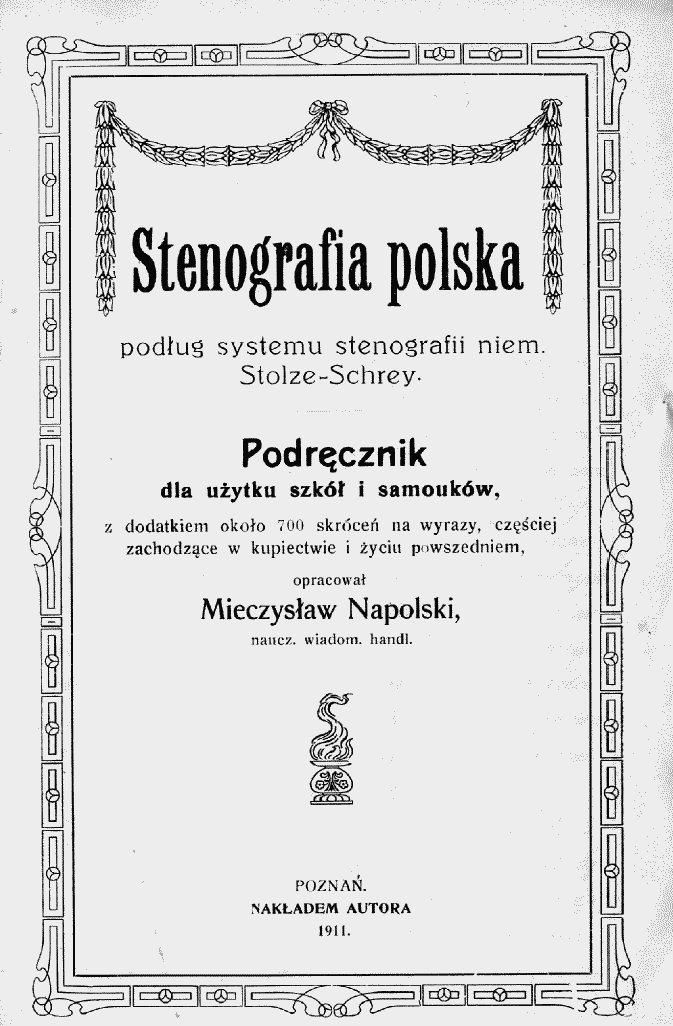 Stenografia polska
podług systemu stenografii niem.
Stolze-Schrey.
Podręcznik
dla użytku szkół i samouków,
z dodatkiem około 700 skróceń na wyrazy, częściej
zachodzące w kupiectwie i życiu powszedniem,
opracował
Mieczysław Napolski,
naucz. wiadom. handl.
POZNAŃ.
NAKŁADEM AUTORA
1911.